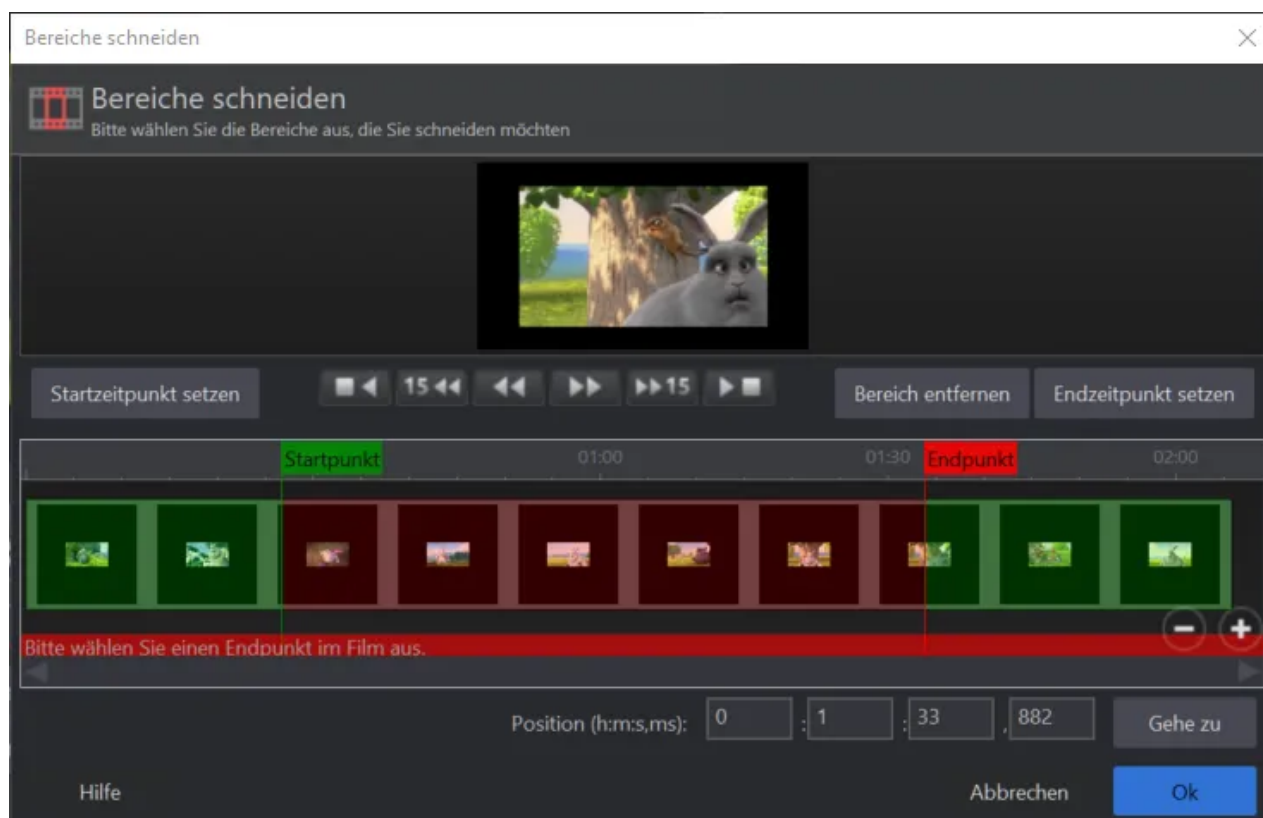 Bereiche schneiden
Bereiche schneiden
Bitte wählen Sie die Bereiche aus, die Sie schneiden möchten
Startzeitpunkt setzen 15 15 Bereich entfernen Endzeitpunkt setzen
Startpunkt 01:00 01:30 Endpunkt 02:00
Bitte wählen Sie einen Endpunkt im Film aus.
Position (h:m:s,ms): 0 : 1 : 33 , 882 Gehe zu
Hilfe Abbrechen Ok